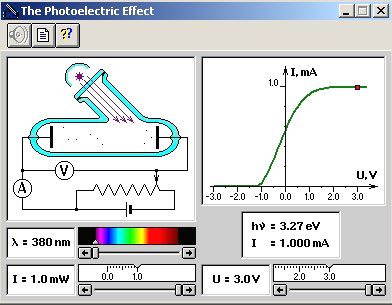 The Photoelectric Effect
??
V
A
I, mA
1.0
U, V
-3.0 -2.0 -1.0 0.0 1.0 2.0 3.0
λ = 380 nm
hν = 3.27 eV
I = 1.000 mA
I = 1.0 mW
0.0 1.0
U = 3.0 V
2.0 3.0